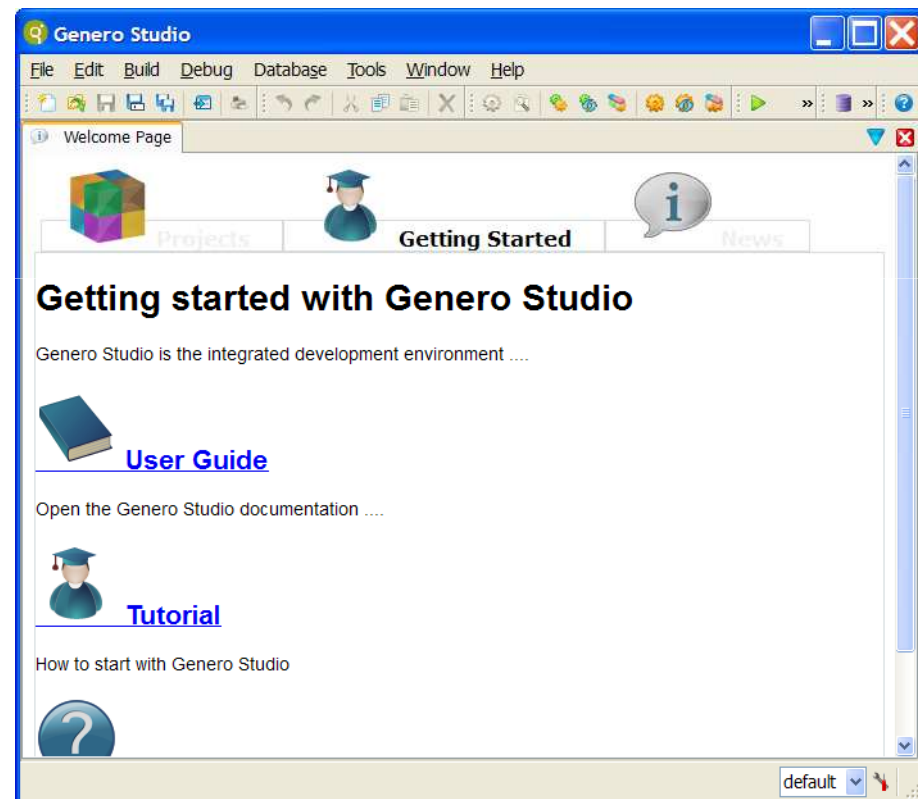 Genero Studio
File Edit Build Debug Database Tools Window Help
Welcome Page
Projects Getting Started News
Getting started with Genero Studio
Genero Studio is the integrated development environment ....
User Guide
Open the Genero Studio documentation ....
Tutorial
How to start with Genero Studio
default